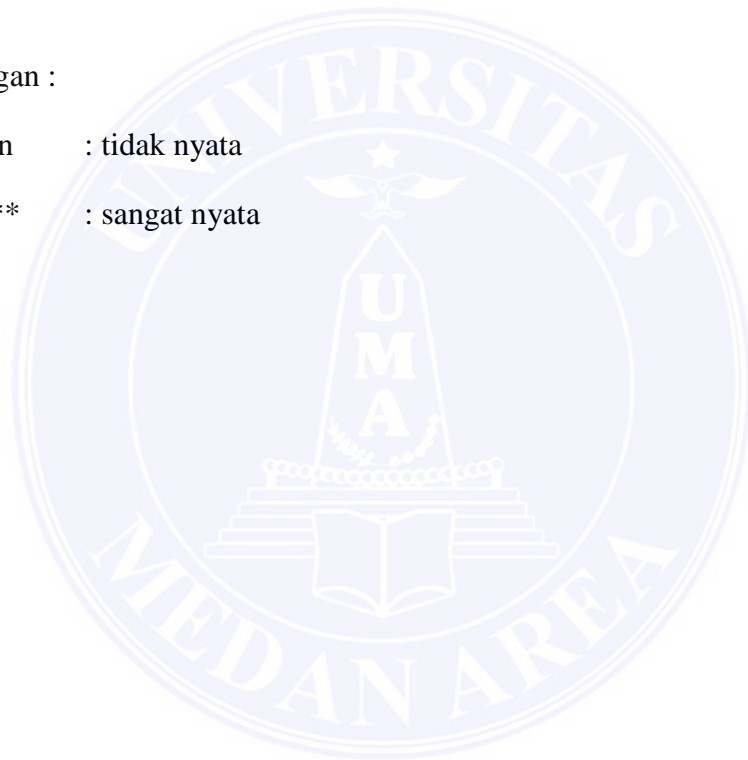 gan :
n : tidak nyata
** : sangat nyata
UNIVERSITAS
U
M
A
MEDAN AREA